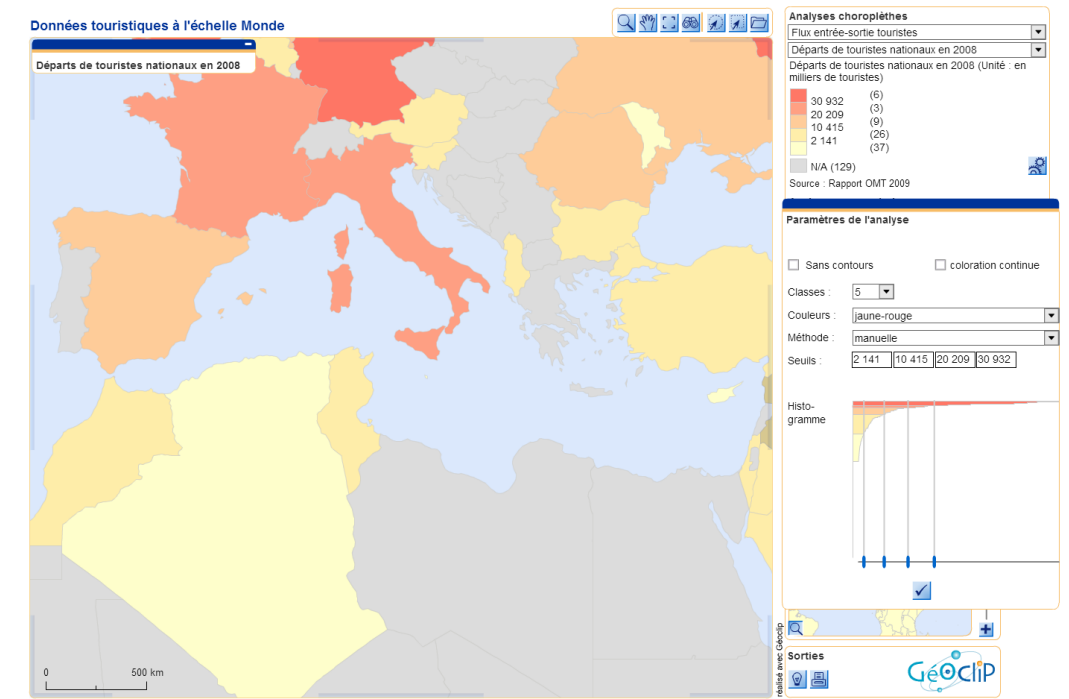 Données touristiques à l'échelle Monde
Départs de touristes nationaux en 2008
0 500 km
réalisé avec Géoclip
Analyses choroplèthes
Flux entrée-sortie touristes
Départs de touristes nationaux en 2008
Départs de touristes nationaux en 2008 (Unité : en
milliers de touristes)
(6)
30 932
(3)
20 209
(9)
10 415
(26)
2 141
(37)
N/A (129)
Source : Rapport OMT 2009
Paramètres de l'analyse
Sans contours coloration continue
Classes : 5
Couleurs : jaune-rouge
Méthode : manuelle
Seuils : 2 141 10 415 20 209 30 932
Histo-
gramme
Sorties
GéOcliP